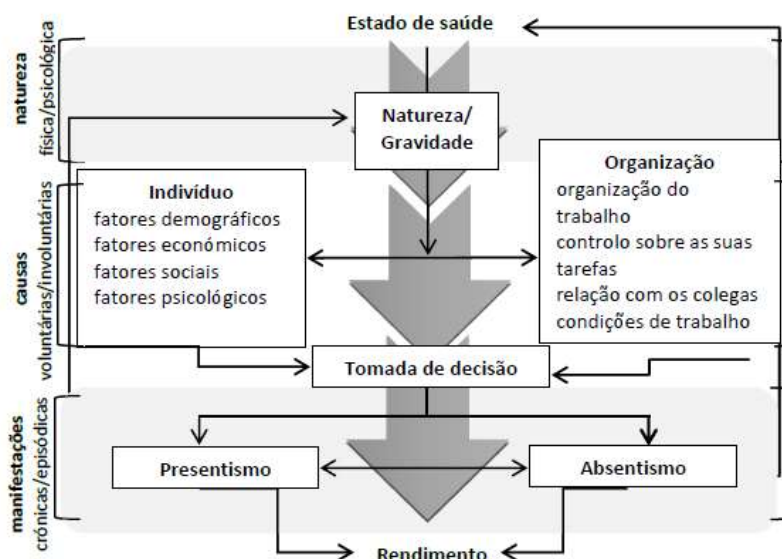 Estado de saúde
natureza
física/psicológica
Natureza/
Gravidade
causas
voluntárias/involuntárias
Indivíduo
fatores demográficos
fatores económicos
fatores sociais
fatores psicológicos
Organização
organização do
trabalho
controlo sobre as suas
tarefas
relação com os colegas
condições de trabalho
Tomada de decisão
manifestações
crónicas/episódicas
Presentismo
Absentismo
Rendimento